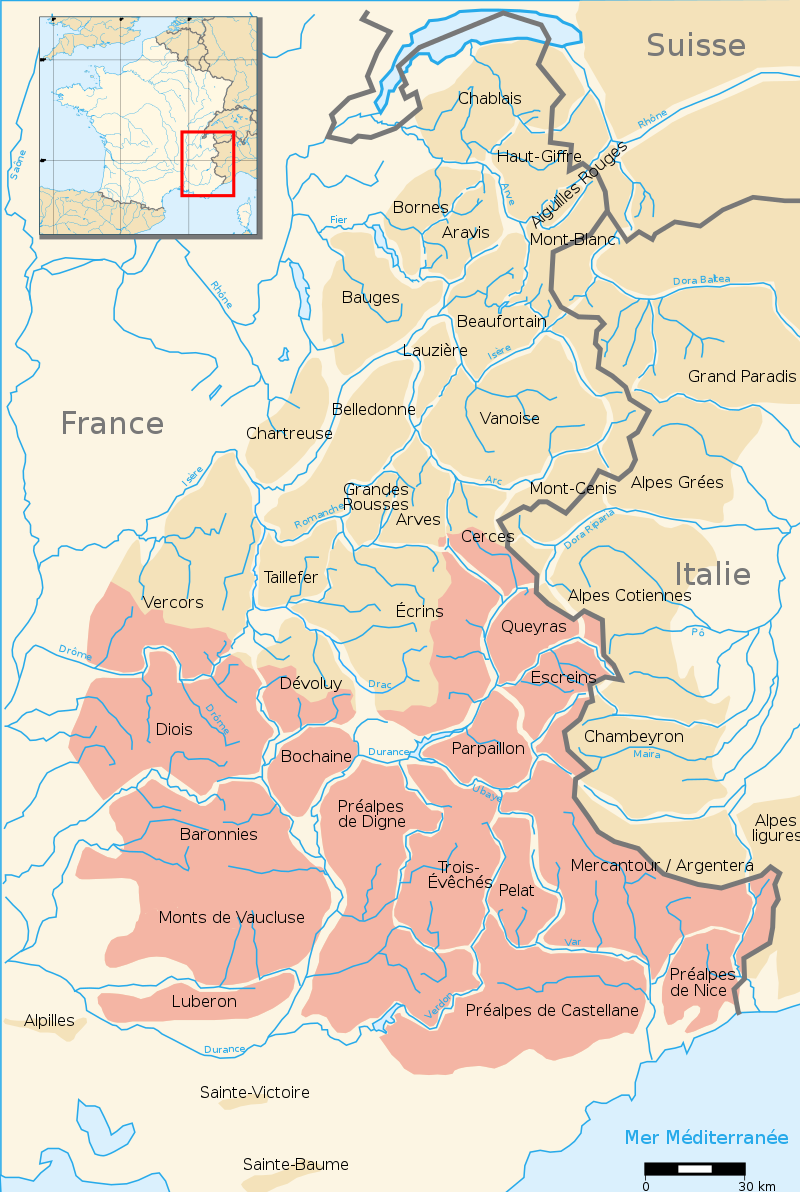 Suisse
Chablais
Rhône
Saône
Haut-Giffre
Aiguilles Rouges
Arve
Bornes
Fier
Aravis
Mont-Blanc
Dora Baltea
Rhône
Bauges
Beaufortain
Lauzière
Isère
Grand Paradis
Belledonne
France
Vanoise
Chartreuse
Isère
Arc
Mont-Cenis
Alpes Grées
Grandes
Rousses
Romanche
Arves
Dora Riparia
Cerces
Italie
Taillefer
Alpes Cotiennes
Vercors
Écrins
Queyras
Pô
Drôme
Escreins
Dévoluy
Drac
Drôme
Diois
Chambeyron
Bochaine
Durance
Parpaillon
Maira
Ubaye
Préalpes
de Digne
Alpes
ligures
Baronnies
Trois-
Évêchés
Mercantour / Argentera
Pelat
Monts de Vaucluse
Var
Préalpes
de Nice
Luberon
Verdon
Préalpes de Castellane
Alpilles
Durance
Sainte-Victoire
Mer Méditerranée
Sainte-Baume
0 30 km